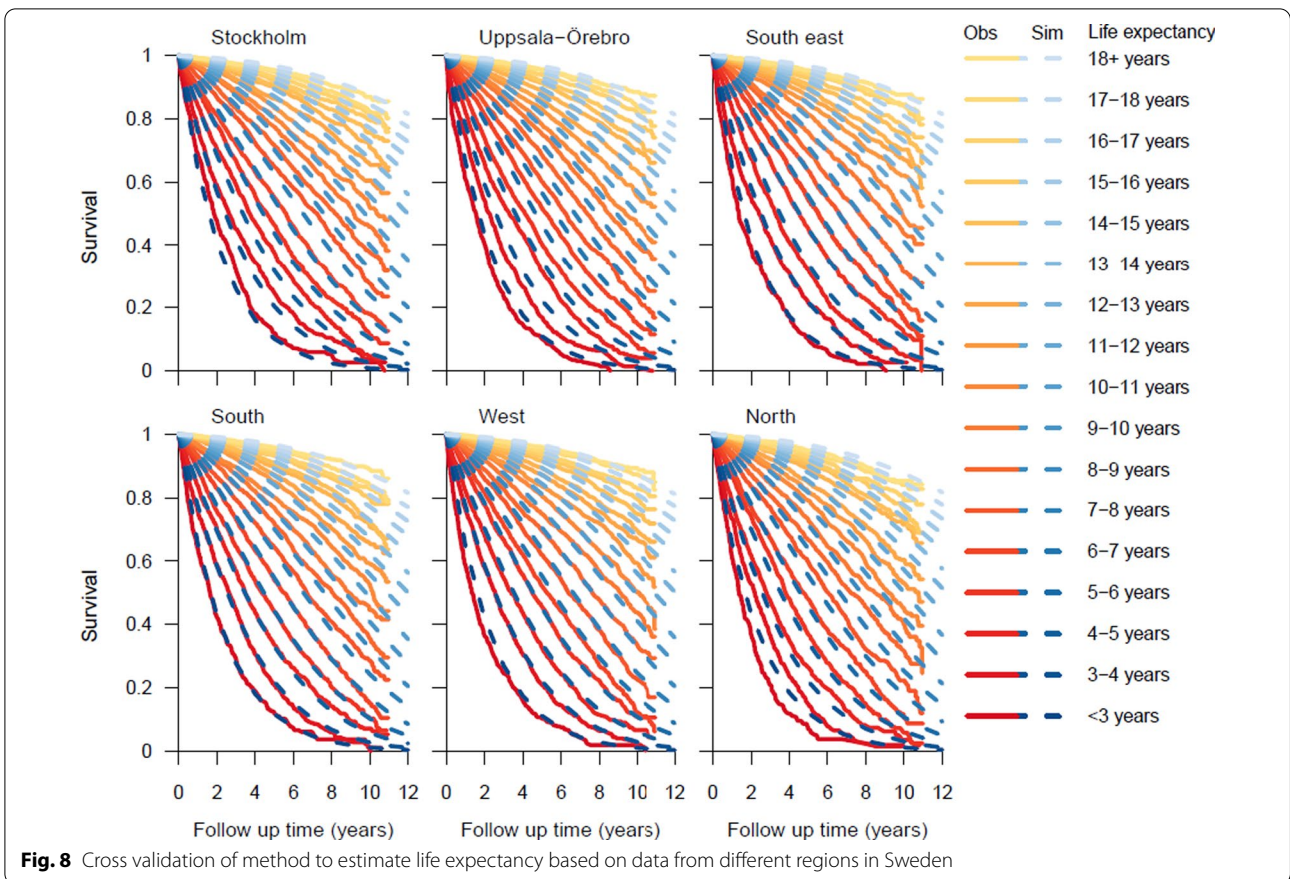 Stockholm Uppsala−Örebro South east
Obs Sim Life expectancy
18+ years
17−18 years
16−17 years
15−16 years
14−15 years
13 14 years
12−13 years
11−12 years
10−11 years
9−10 years
8−9 years
7−8 years
6−7 years
5−6 years
4−5 years
3−4 years
<3 years
Survival
1
0.8
0.6
0.4
0.2
0
South West North
Survival
1
0.8
0.6
0.4
0.2
0
0 2 4 6 8 10 12 0 2 4 6 8 10 12 0 2 4 6 8 10 12
Follow up time (years) Follow up time (years) Follow up time (years)
Fig. 8 Cross validation of method to estimate life expectancy based on data from different regions in Sweden